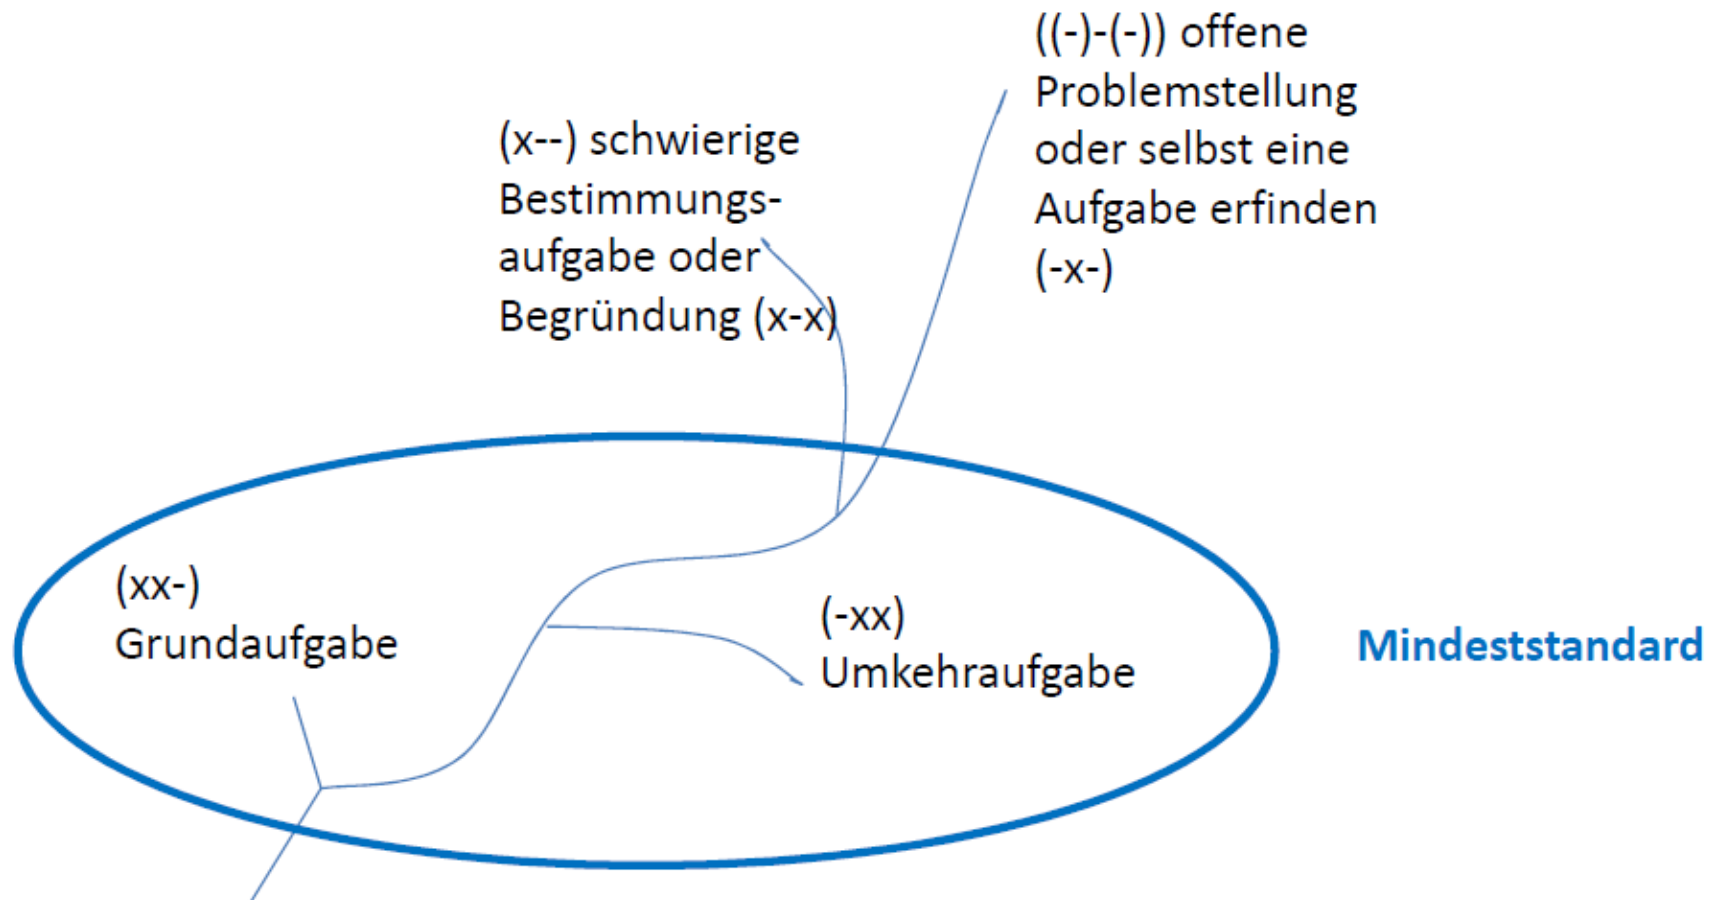 ((-)-(-)) offene
Problemstellung
oder selbst eine
Aufgabe erfinden
(-x-)
(x--) schwierige
Bestimmungs-
aufgabe oder
Begründung (x-x)
(xx-)
Grundaufgabe
(-xx)
Umkehraufgabe
Mindeststandard